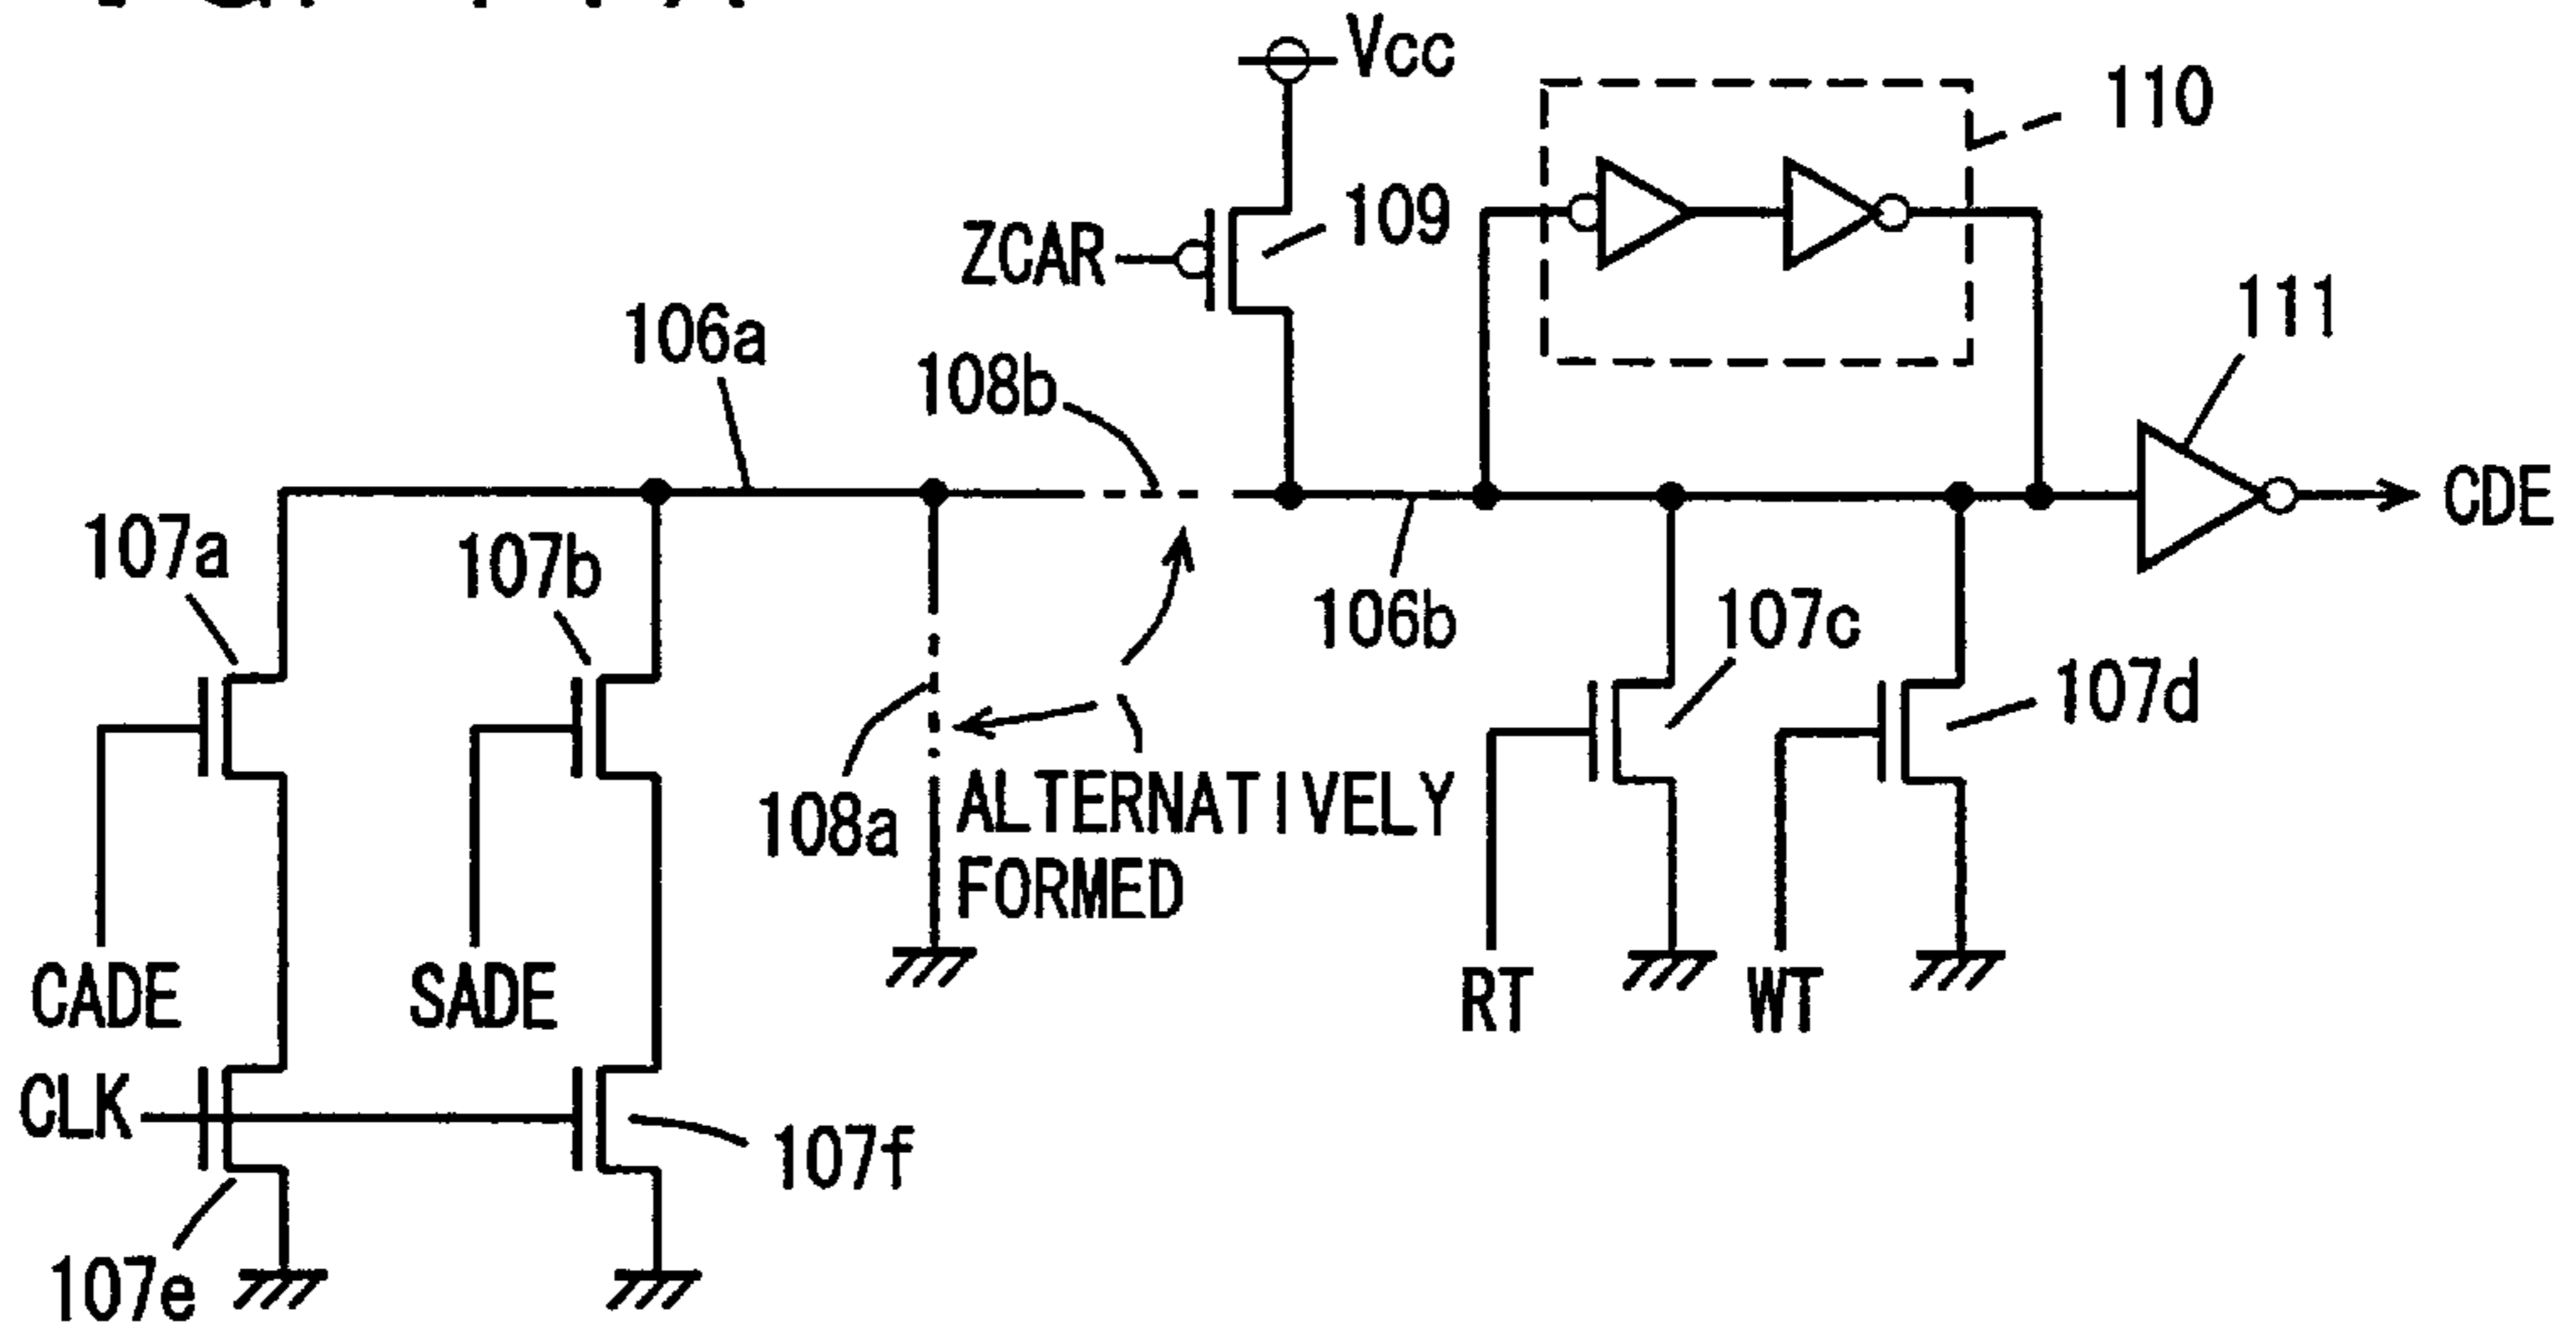 Vcc
110
ZCAR
109
111
106a
108b
CDE
107a
107b
106b
107c
107d
108a
ALTERNATIVELY
FORMED
CADE
SADE
RT
WT
CLK
107f
107e